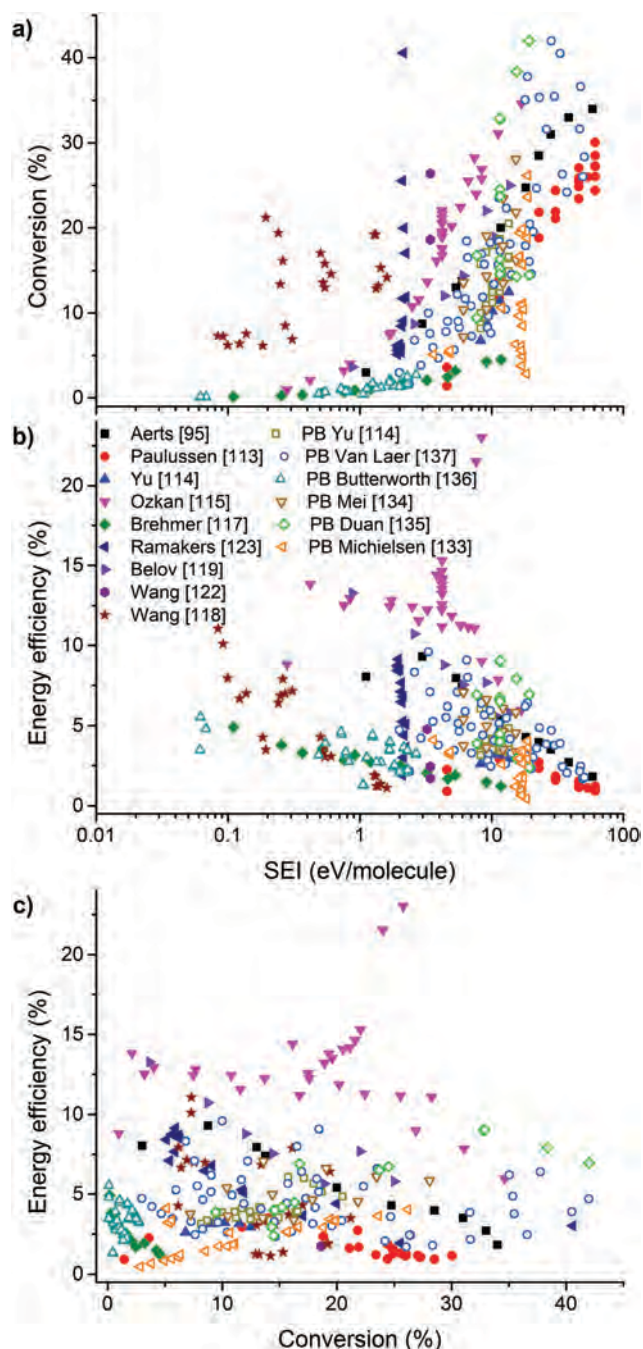 a)
40
30
20
10
0
Conversion (%)
b)
Aerts [95]
PB Yu [114]
Paulussen [113]
PB Van Laer [137]
Yu [114]
PB Butterworth [136]
Ozkan [115]
PB Mei [134]
Brehmer [117]
PB Duan [135]
Ramakers [123]
PB Michielsen [133]
Belov [119]
Wang [122]
Wang [118]
20
15
10
5
0
Energy efficiency (%)
0.01 0.1 1 10 100
SEI (eV/molecule)
c)
20
15
10
5
0
Energy efficiency (%)
0 10 20 30 40
Conversion (%)